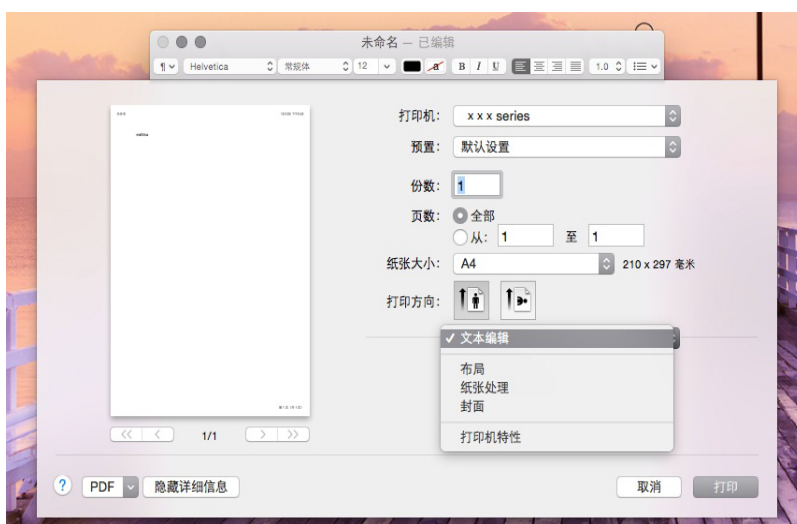 未命名 — 已编辑
¶ Helvetica 常规体 12 a B I U 1.0
打印机: x x x series
预置: 默认设置
份数: 1
页数: 全部
从: 1 至 1
纸张大小: A4 210 x 297 毫米
打印方向:
✓ 文本编辑
布局
纸张处理
封面
打印机特性
<< < 1/1 > >>
? PDF 隐藏详细信息 取消 打印